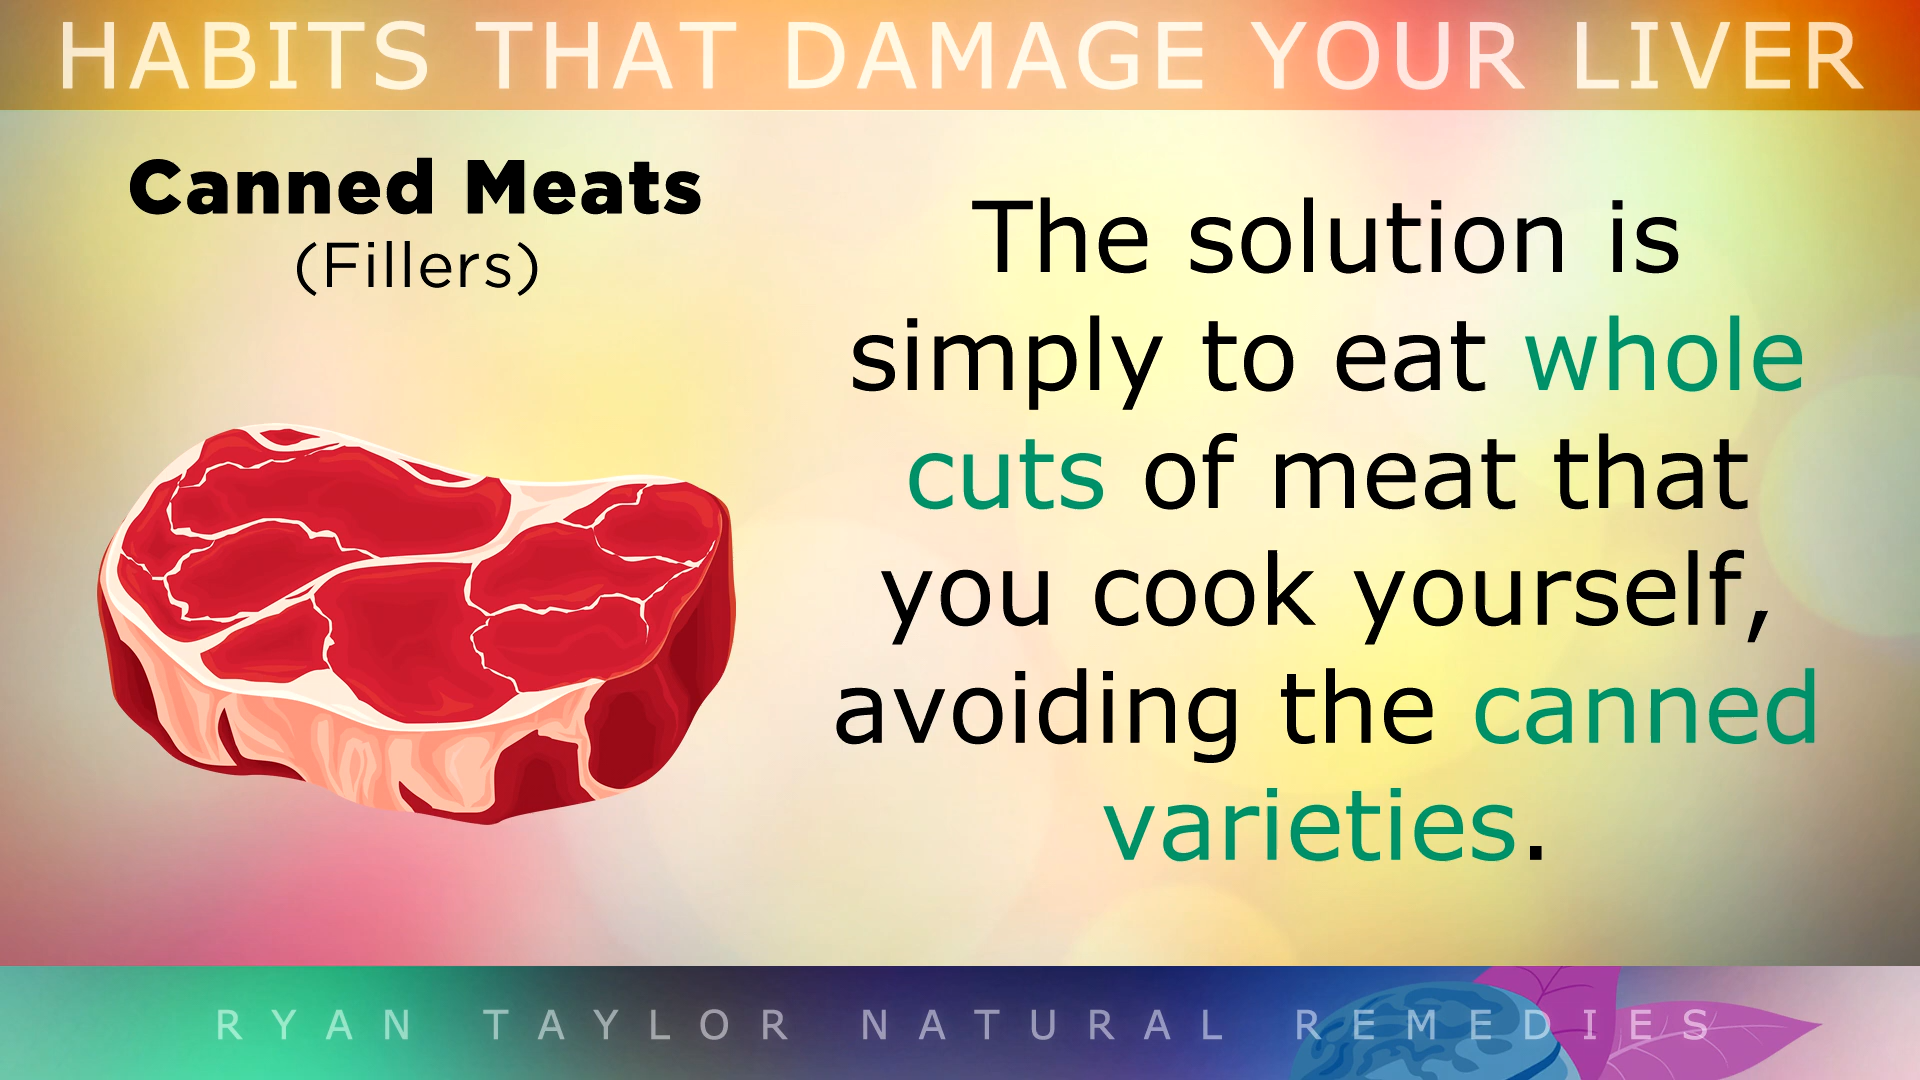 HABITS THAT DAMAGE YOUR LIVER
Canned Meats
(Fillers)
The solution is
simply to eat whole
cuts of meat that
you cook yourself,
avoiding the canned
varieties.
RYAN TAYLOR NATURAL REMEDIES